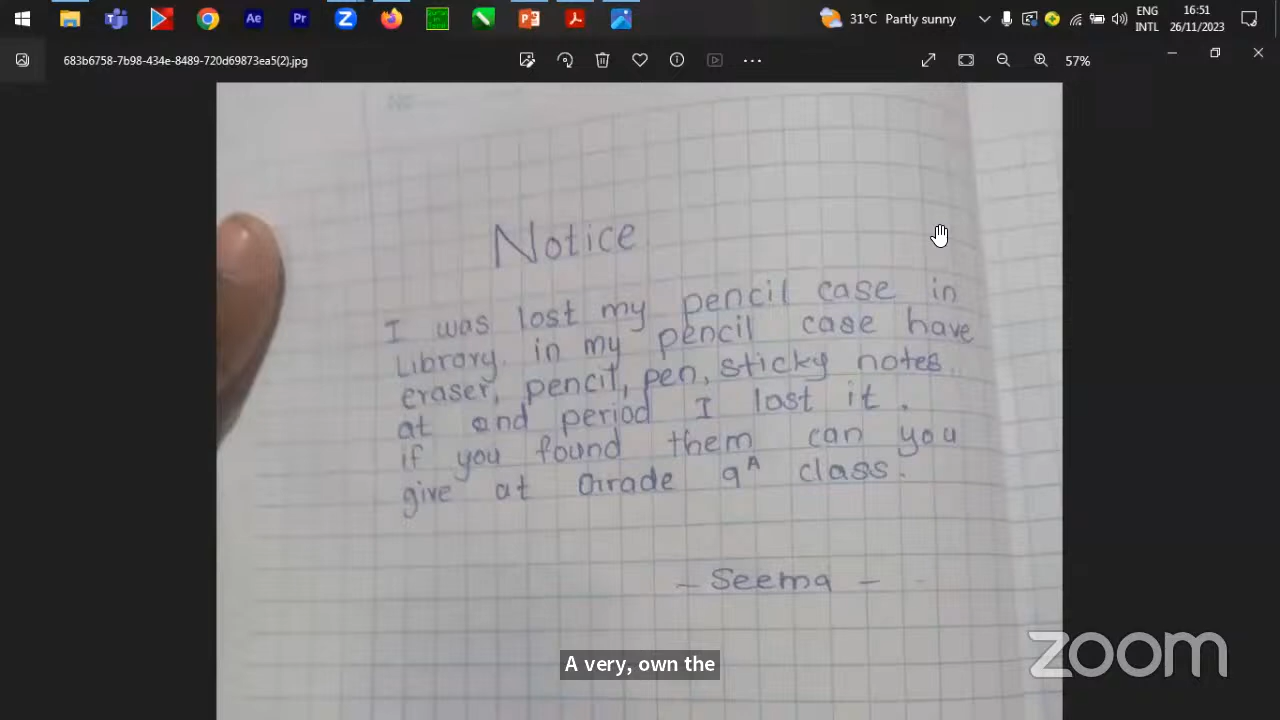 31°C Partly sunny
ENG
INTL
16:51
26/11/2023
683b6758-7b98-434e-8489-720d69873ea5(2).jpg
57%
Notice
I was lost my pencil case in
Library. in my pencil case have
eraser, pencil, pen, sticky notes.
at 2nd period I lost it.
if you found them can you
give at Grade 9A class.
- Seema -
A very, own the
zoom